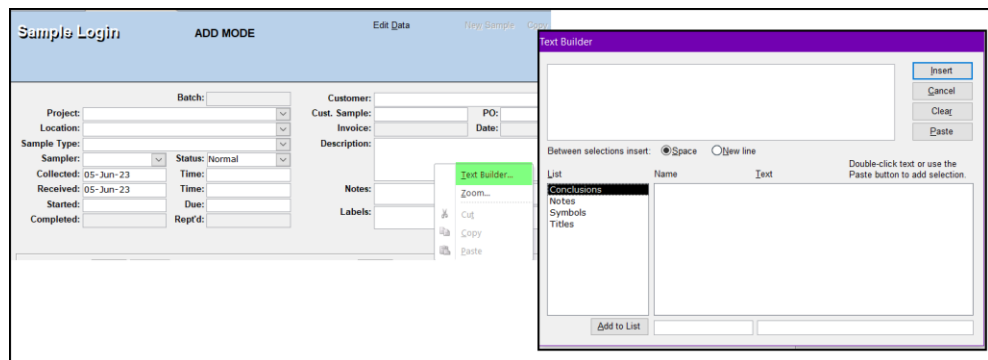 Sample Login
ADD MODE
Edit Data
New Sample
Copy
Batch:
Customer:
Project:
Cust. Sample:
PO:
Location:
Invoice:
Date:
Sample Type:
Description:
Sampler:
Status: Normal
Collected: 05-Jun-23
Time:
Received: 05-Jun-23
Time:
Notes:
Started:
Due:
Labels:
Completed:
Rept'd:
Text Builder...
Zoom...
Cut
Copy
Paste
Text Builder
Insert
Cancel
Clear
Paste
Between selections insert: Space New line
Double-click text or use the
Paste button to add selection.
List Name Text
Conclusions
Notes
Symbols
Titles
Add to List